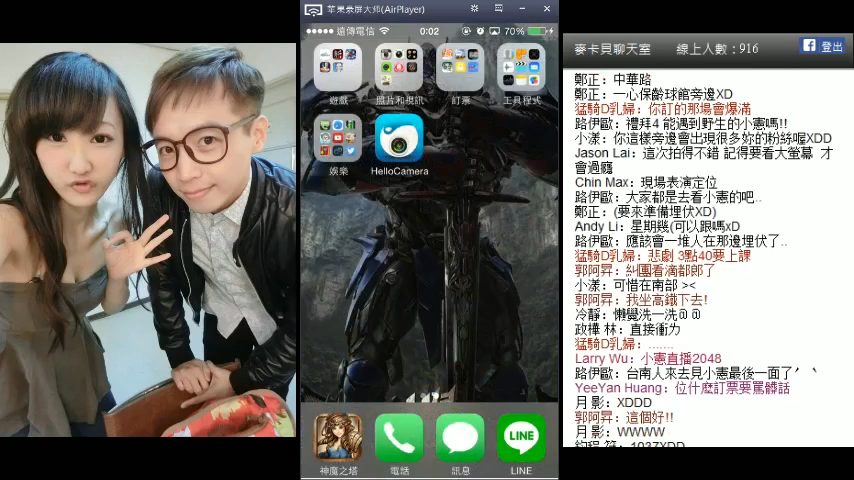 苹果录屏大师(AirPlayer)
遠傳電信
0:02
70%
遊戲
照片和視訊
訂票
工具程式
娛樂
HelloCamera
神魔之塔
電話
訊息
LINE
LINE
麥卡貝聊天室
線上人數：916
登出
鄭正：中華路
鄭正：一心保齡球館旁邊XD
猛騎D乳婦：你訂的那場會爆滿
路伊歐：禮拜4 能遇到野生的小憲嗎!!
小漾：你這樣旁邊會出現很多妳的粉絲喔XDD
Jason Lai：這次拍得不錯 記得要看大螢幕 才
會過癮
Chin Max：現場表演定位
路伊歐：大家都是去看小憲的吧..
鄭正：(要來準備埋伏XD)
Andy Li：星期幾(可以跟嗎xD
路伊歐：應該會一堆人在那邊埋伏了..
猛騎D乳婦：悲劇 3點40要上課
郭阿昇：糾團看滴都郎了
小漾：可惜在南部 ><
郭阿昇：我坐高鐵下去!
冷靜：懶覺洗一洗@@
政樺 林：直接衝力
猛騎D乳婦：.......
Larry Wu：小憲直播2048
路伊歐：台南人來去見小憲最後一面了
YeeYan Huang：位什麼訂票要罵髒話
月 影：XDDD
郭阿昇：這個好!!
月 影：WWWW